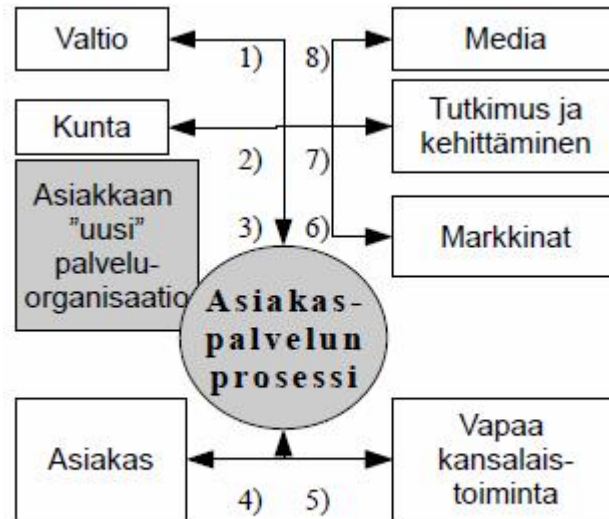 Valtio
1)
8)
Media
Kunta
Tutkimus ja
kehittäminen
2)
7)
Asiakkaan
”uusi”
palvelu-
organisaatio
3)
6)
Markkinat
Asiakas-
palvelun
prosessi
Asiakas
4)
5)
Vapaa
kansalais-
toiminta